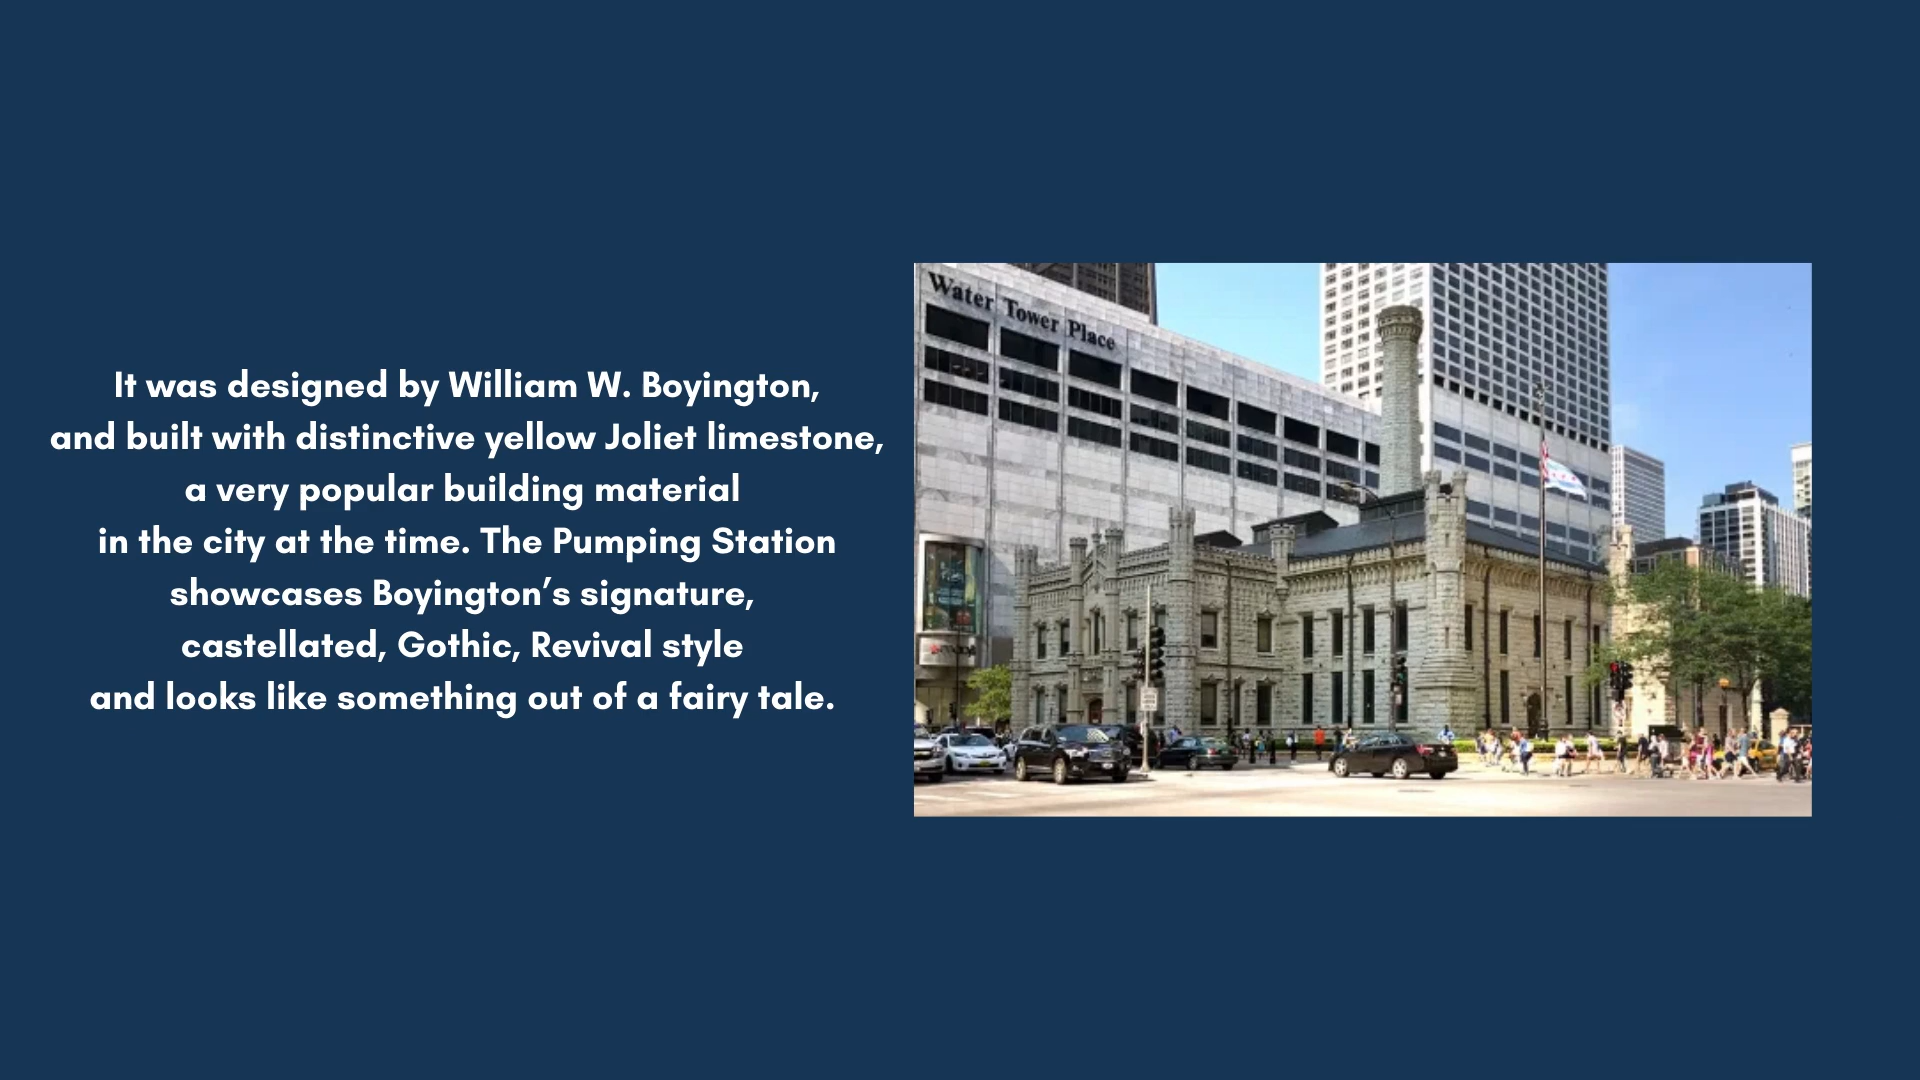 It was designed by William W. Boyington,
and built with distinctive yellow Joliet limestone,
a very popular building material
in the city at the time. The Pumping Station
showcases Boyington’s signature,
castellated, Gothic, Revival style
and looks like something out of a fairy tale.
Water Tower Place